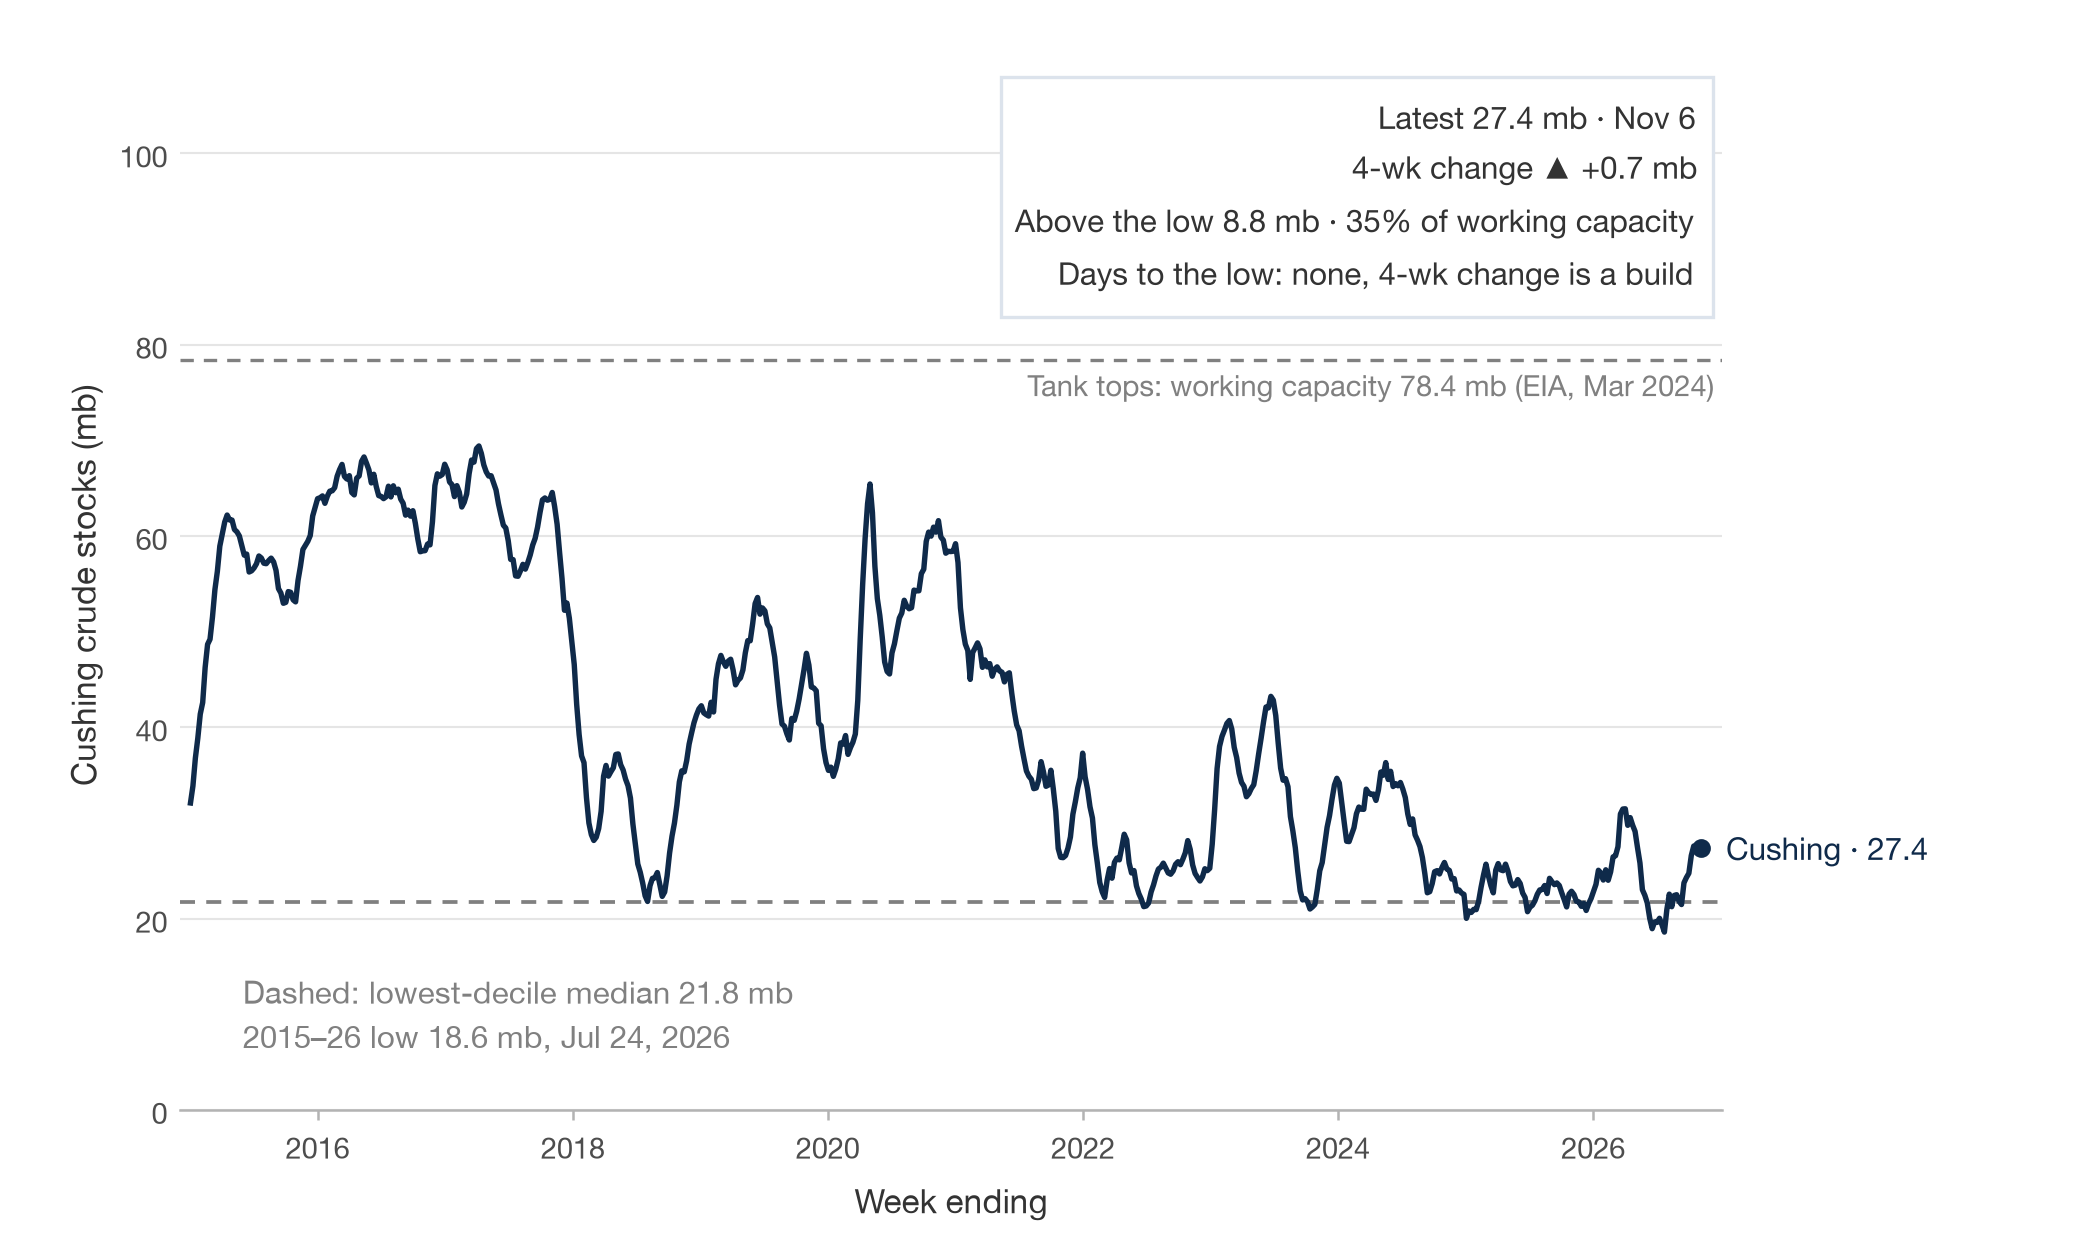 Latest 27.4 mb · Nov 6
4-wk change ▲ +0.7 mb
Above the low 8.8 mb · 35% of working capacity
Days to the low: none, 4-wk change is a build
100
80
Tank tops: working capacity 78.4 mb (EIA, Mar 2024)
Cushing crude stocks (mb)
60
40
Cushing · 27.4
20
Dashed: lowest-decile median 21.8 mb
2015–26 low 18.6 mb, Jul 24, 2026
0
2016 2018 2020 2022 2024 2026
Week ending